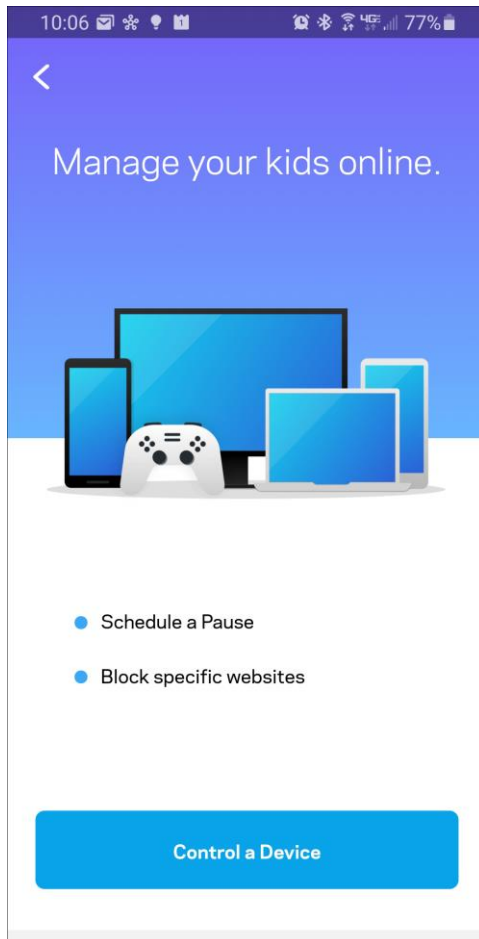 10:06 77%
Manage your kids online.
Schedule a Pause
Block specific websites
Control a Device